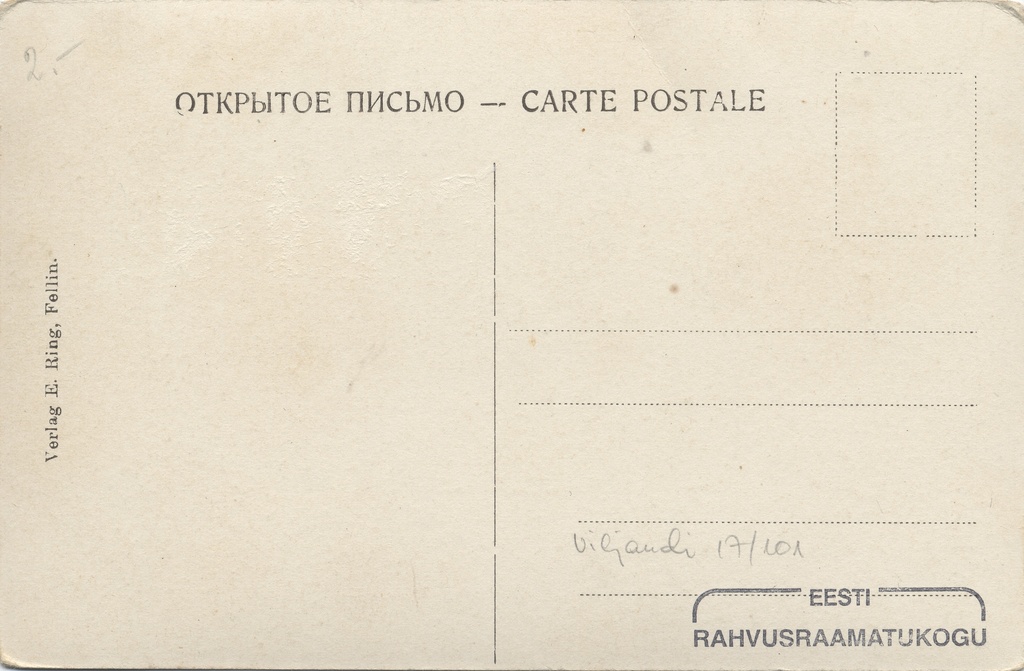 2.-
ОТКРЫТОЕ ПИСЬМО — CARTE POSTALE
Verlag E. Ring, Fellin.
Viljandi 17/101
EESTI
RAHVUSRAAMATUKOGU